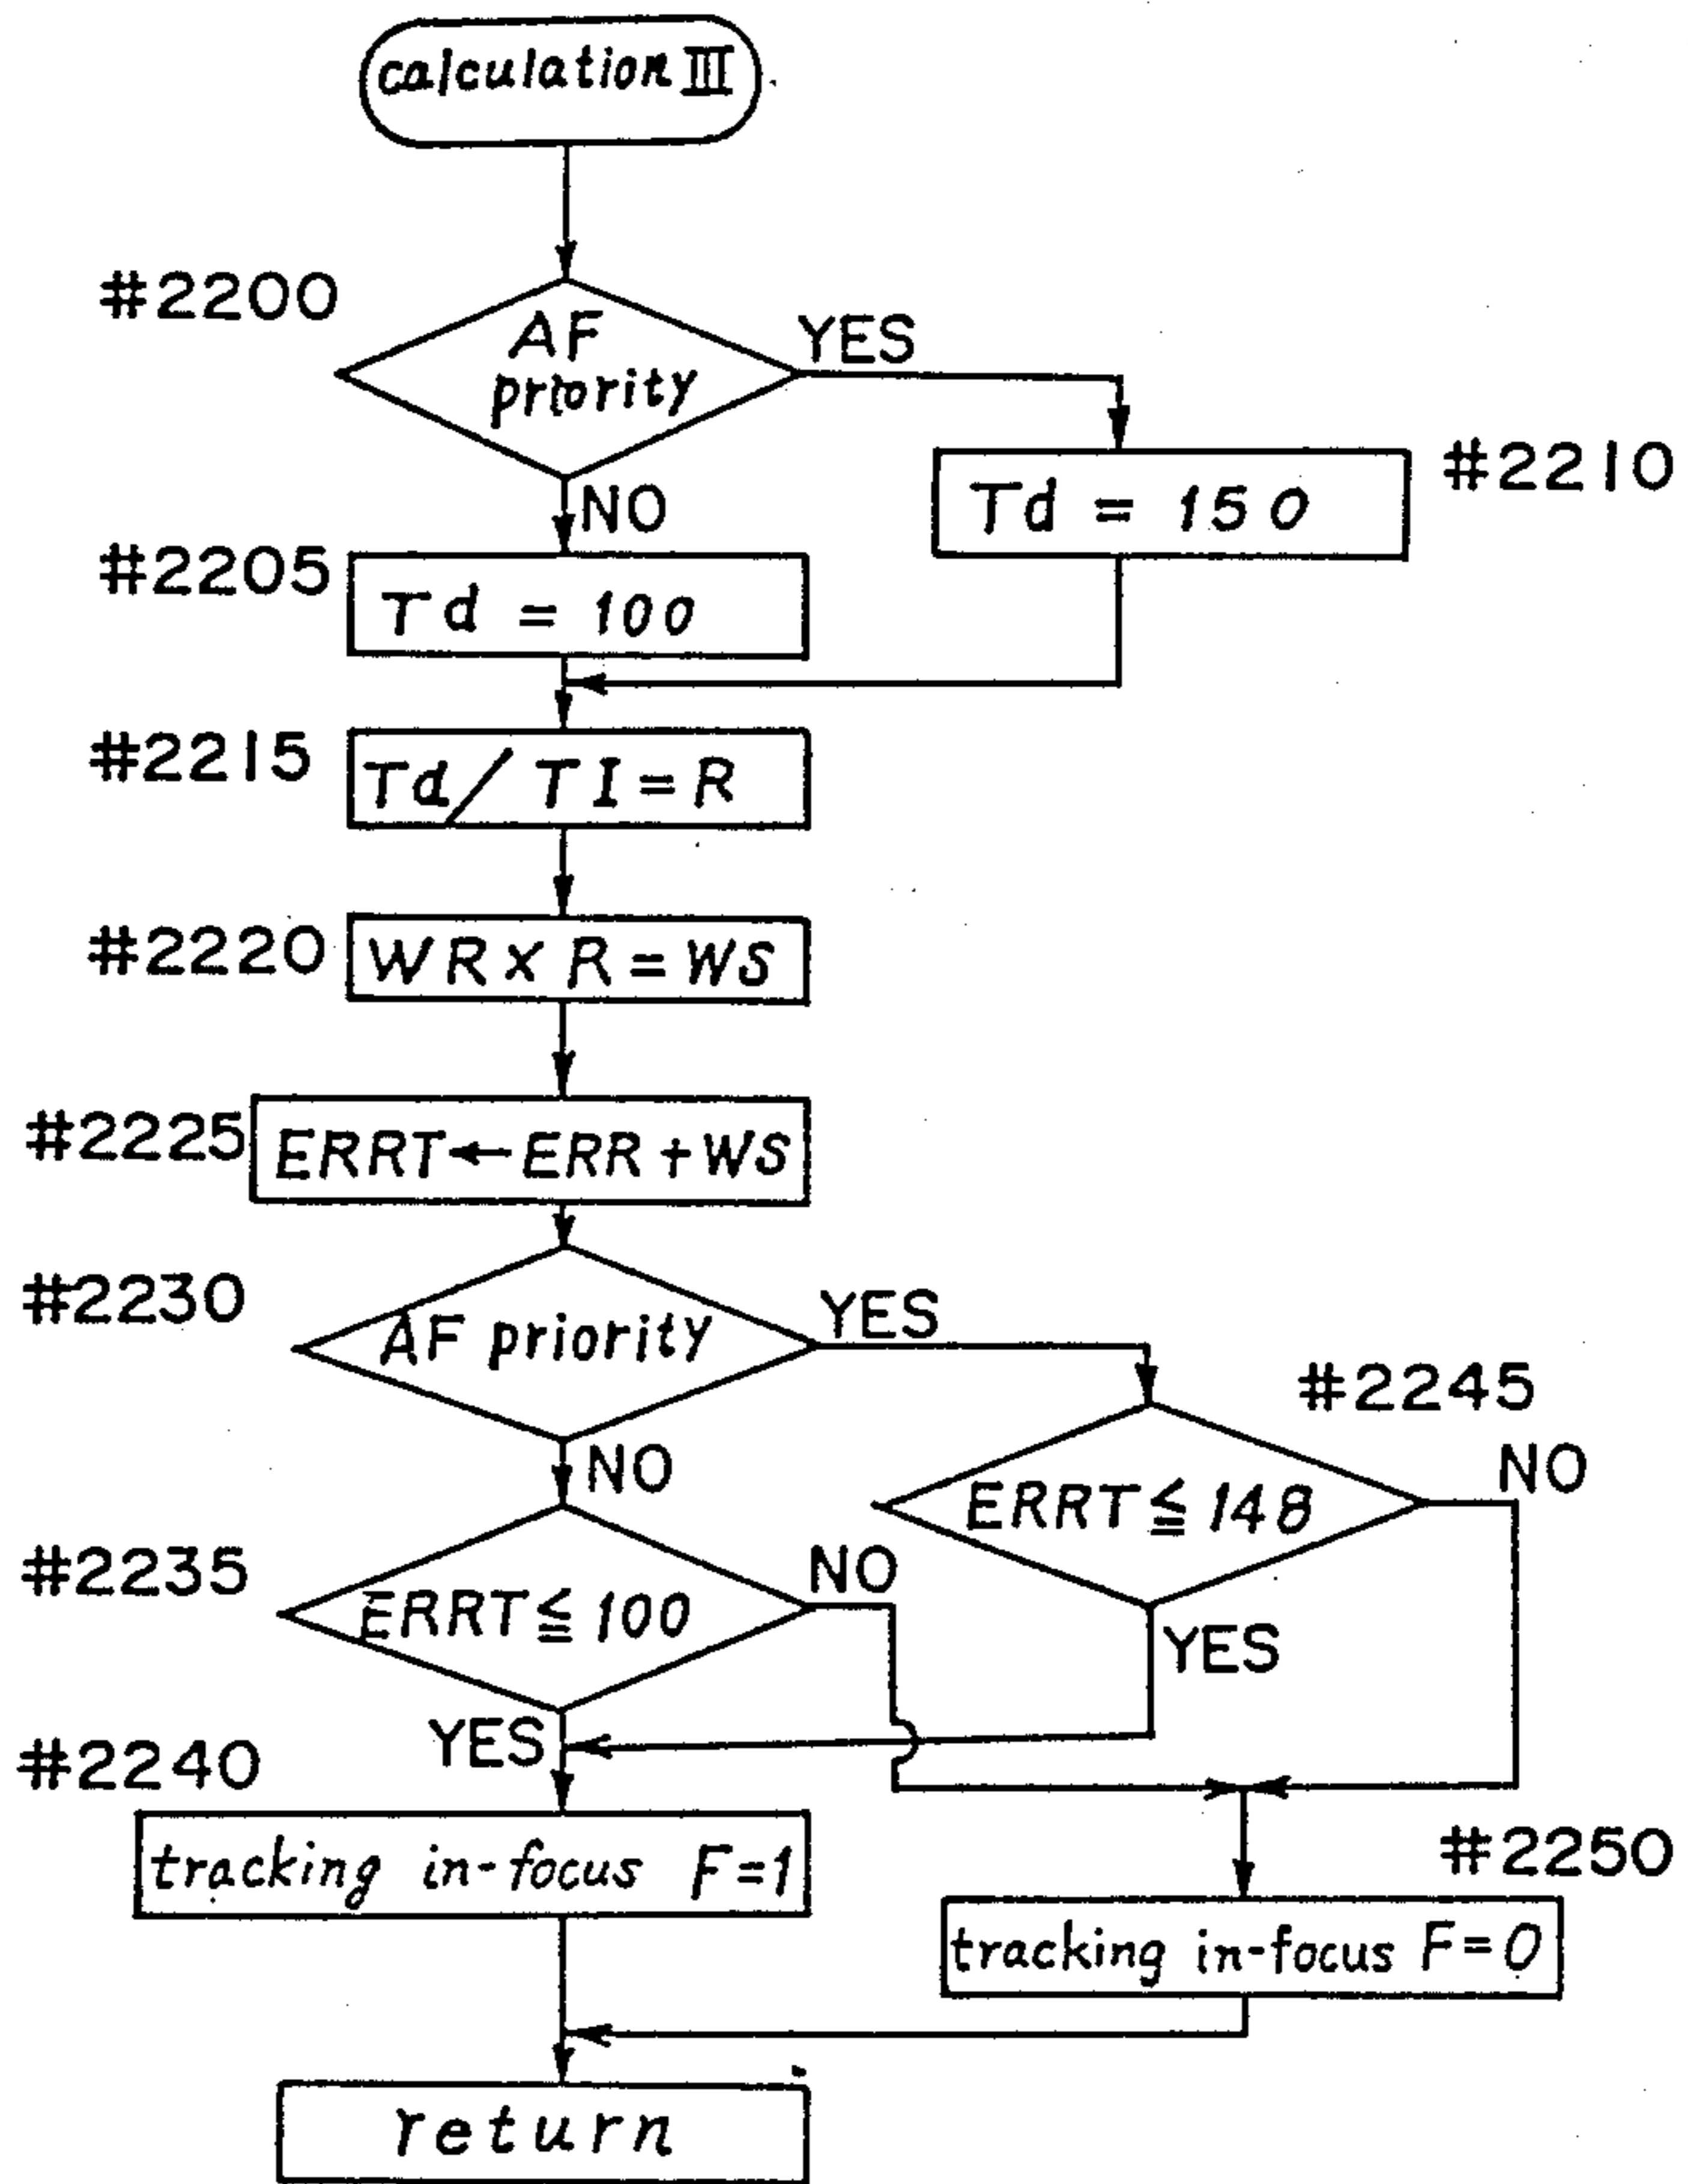 calculation III
#2200
AF
priority
YES
NO
#2210
Td = 150
#2205
Td = 100
#2215
Td/TI=R
#2220
WR×R=WS
#2225
ERRT←ERR+WS
#2230
AF priority
YES
NO
#2245
ERRT≦148
NO
YES
#2235
ERRT≦100
NO
YES
#2240
tracking in-focus F=1
#2250
tracking in-focus F=0
return